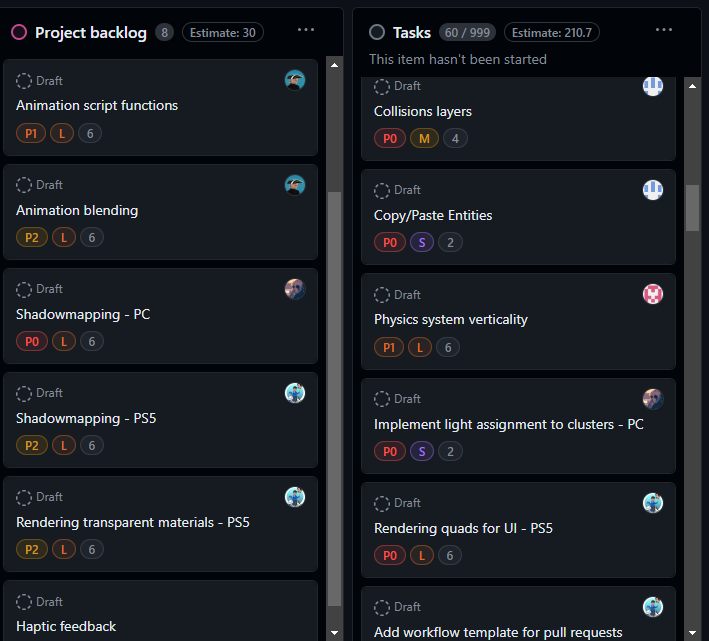 Project backlog 8 Estimate: 30
Draft
Animation script functions
P1 L 6
Draft
Animation blending
P2 L 6
Draft
Shadowmapping - PC
P0 L 6
Draft
Shadowmapping - PS5
P2 L 6
Draft
Rendering transparent materials - PS5
P2 L 6
Draft
Haptic feedback
Tasks 60 / 999 Estimate: 210.7
This item hasn't been started
Draft
Collisions layers
P0 M 4
Draft
Copy/Paste Entities
P0 S 2
Draft
Physics system verticality
P1 L 6
Draft
Implement light assignment to clusters - PC
P0 S 2
Draft
Rendering quads for UI - PS5
P0 L 6
Draft
Add workflow template for pull requests